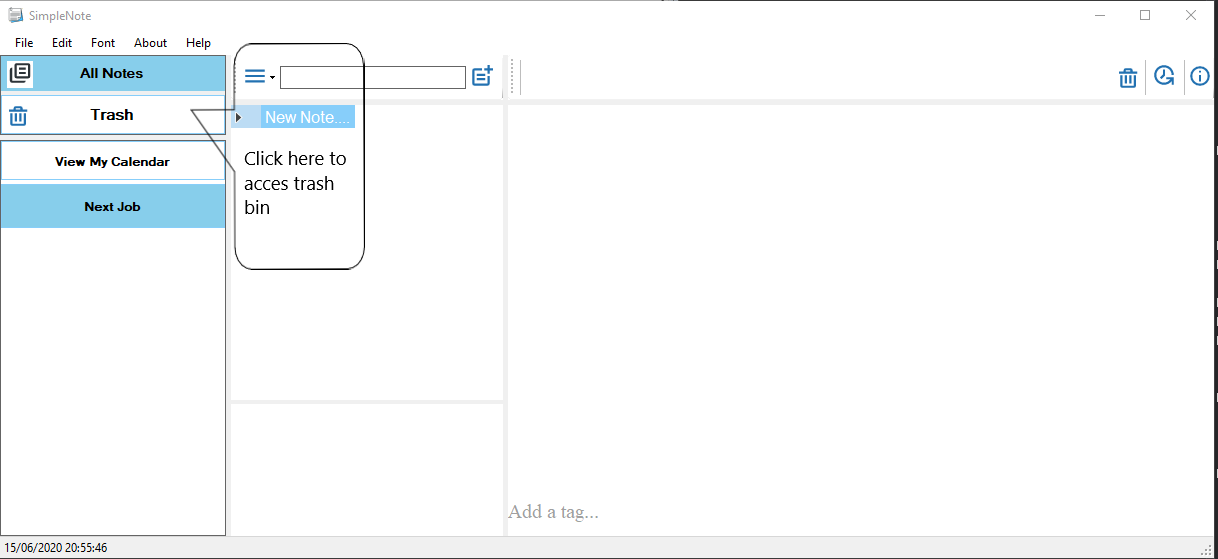 SimpleNote
File Edit Font About Help
All Notes
Trash
View My Calendar
Next Job
New Note....
Click here to
acces trash
bin
Add a tag...
15/06/2020 20:55:46